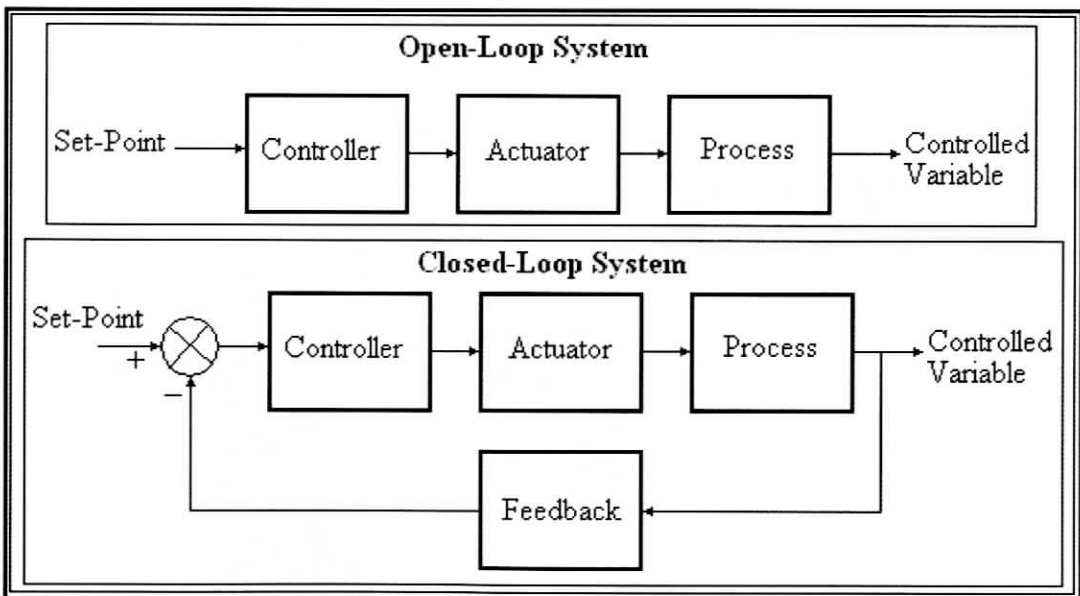 Open-Loop System
Set-Point
Controller
Actuator
Process
Controlled
Variable
Closed-Loop System
Set-Point
+
−
Controller
Actuator
Process
Controlled
Variable
Feedback